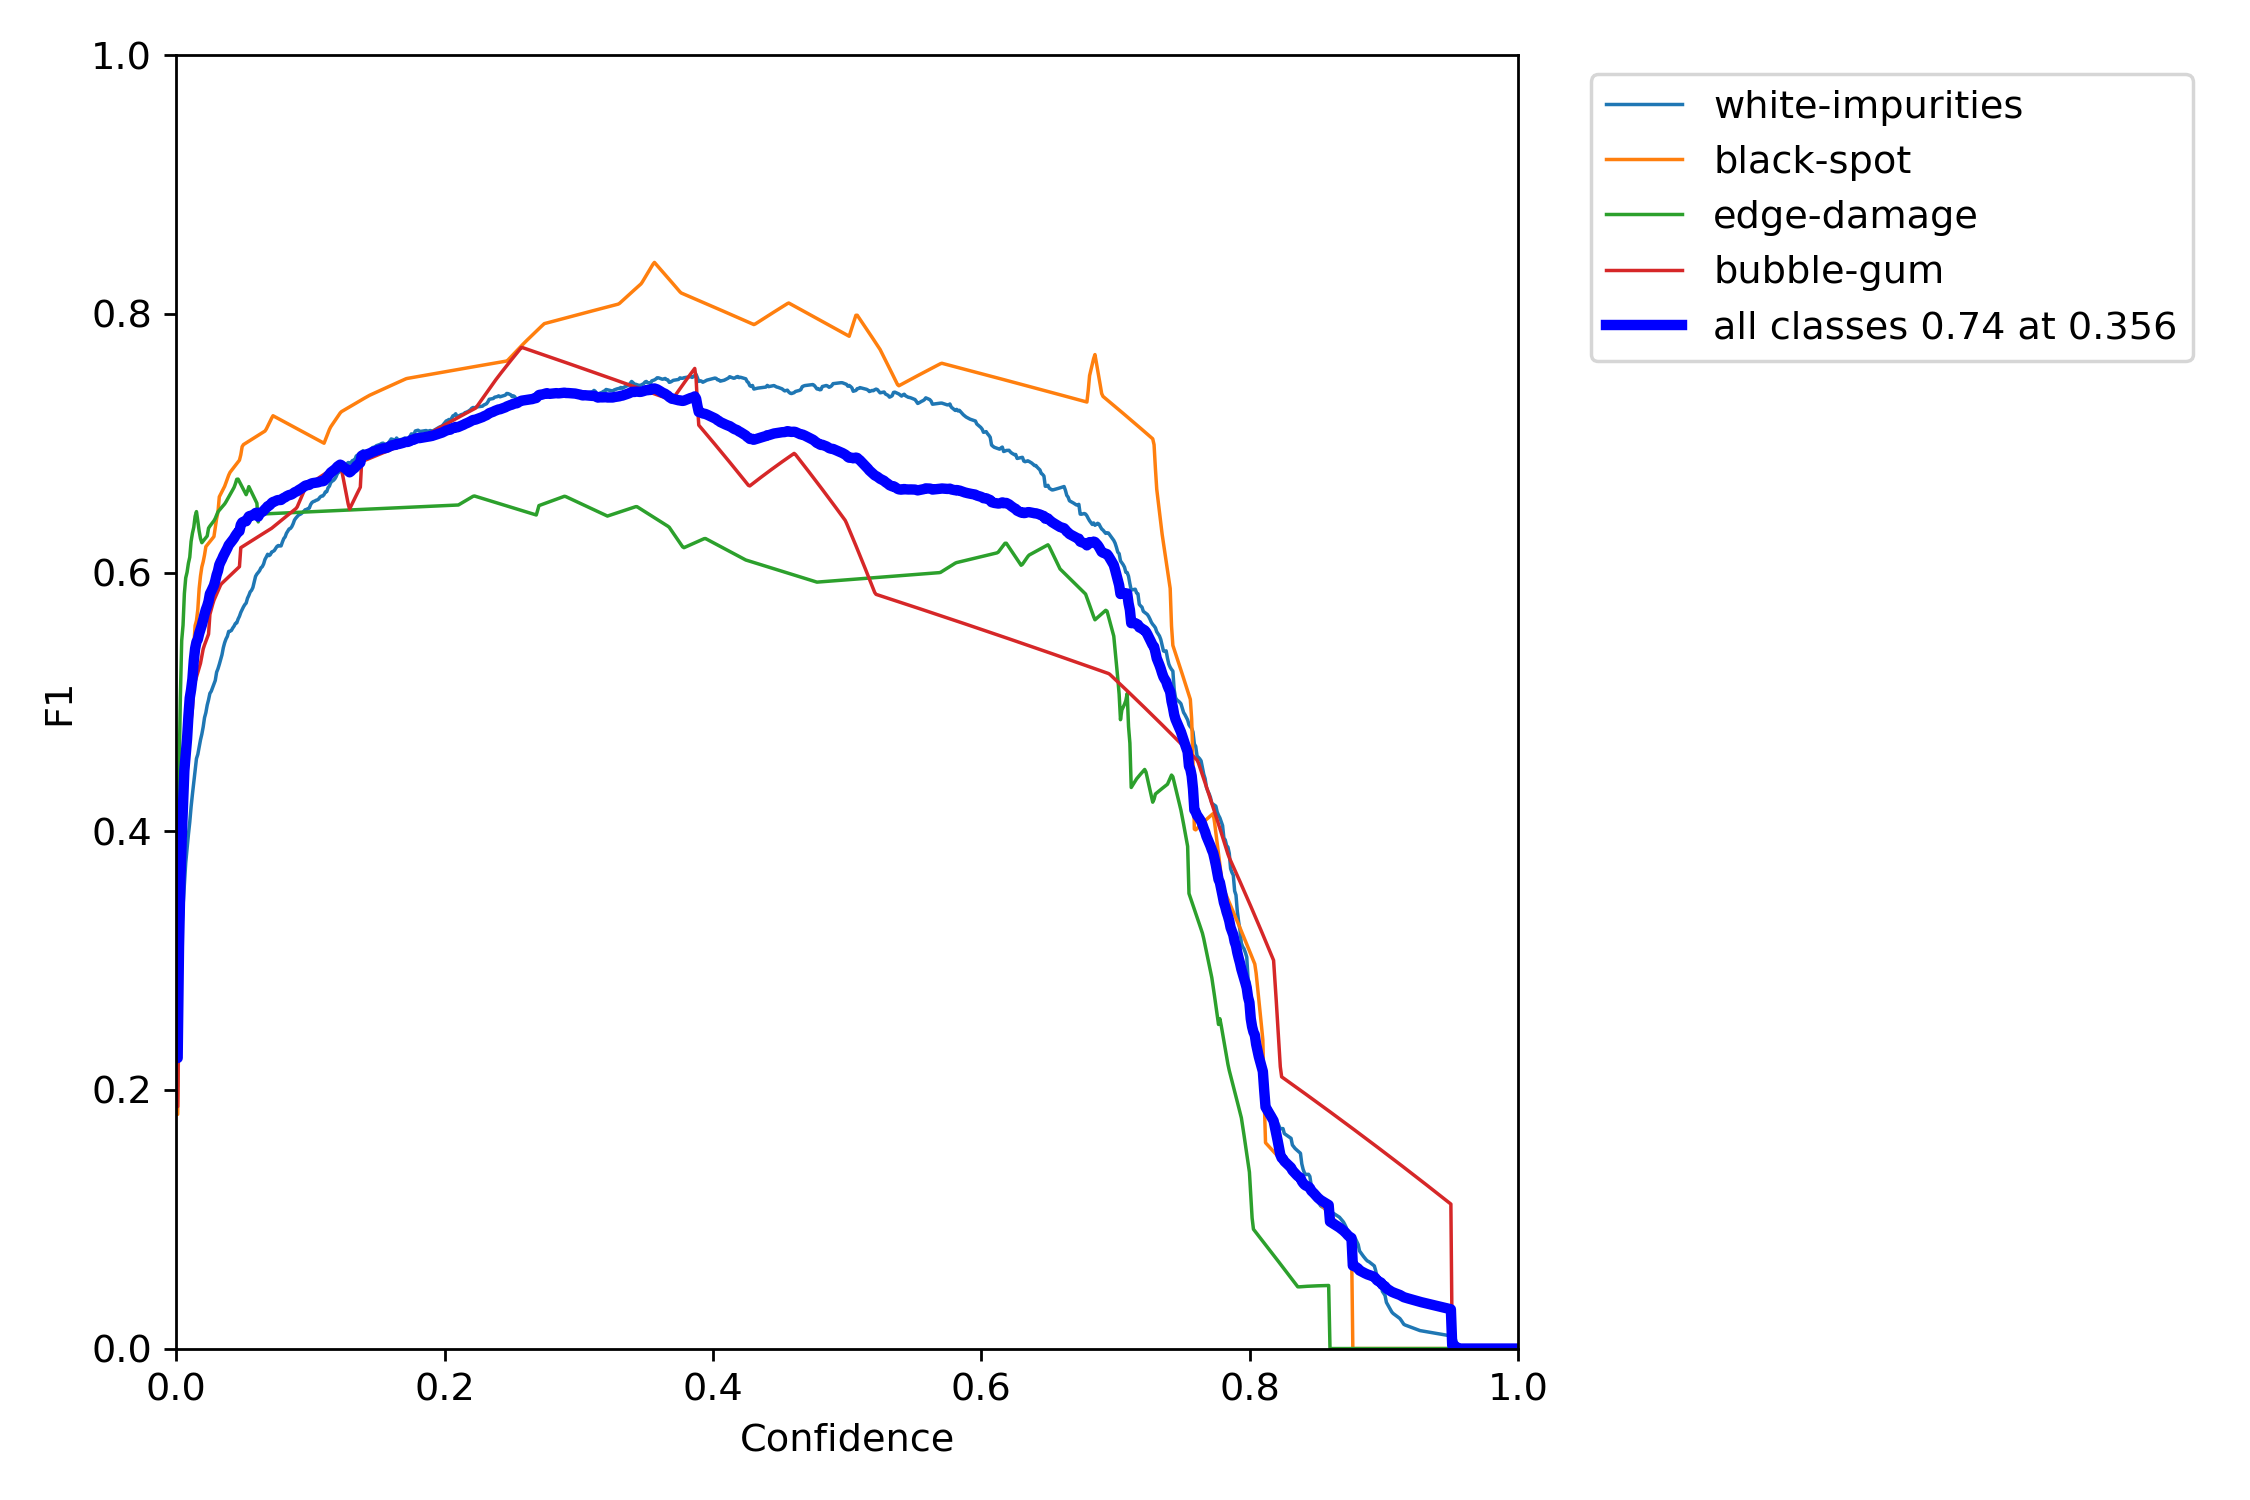 1.0
0.8
0.6
0.4
0.2
0.0
F1
0.0 0.2 0.4 0.6 0.8 1.0
Confidence
white-impurities
black-spot
edge-damage
bubble-gum
all classes 0.74 at 0.356